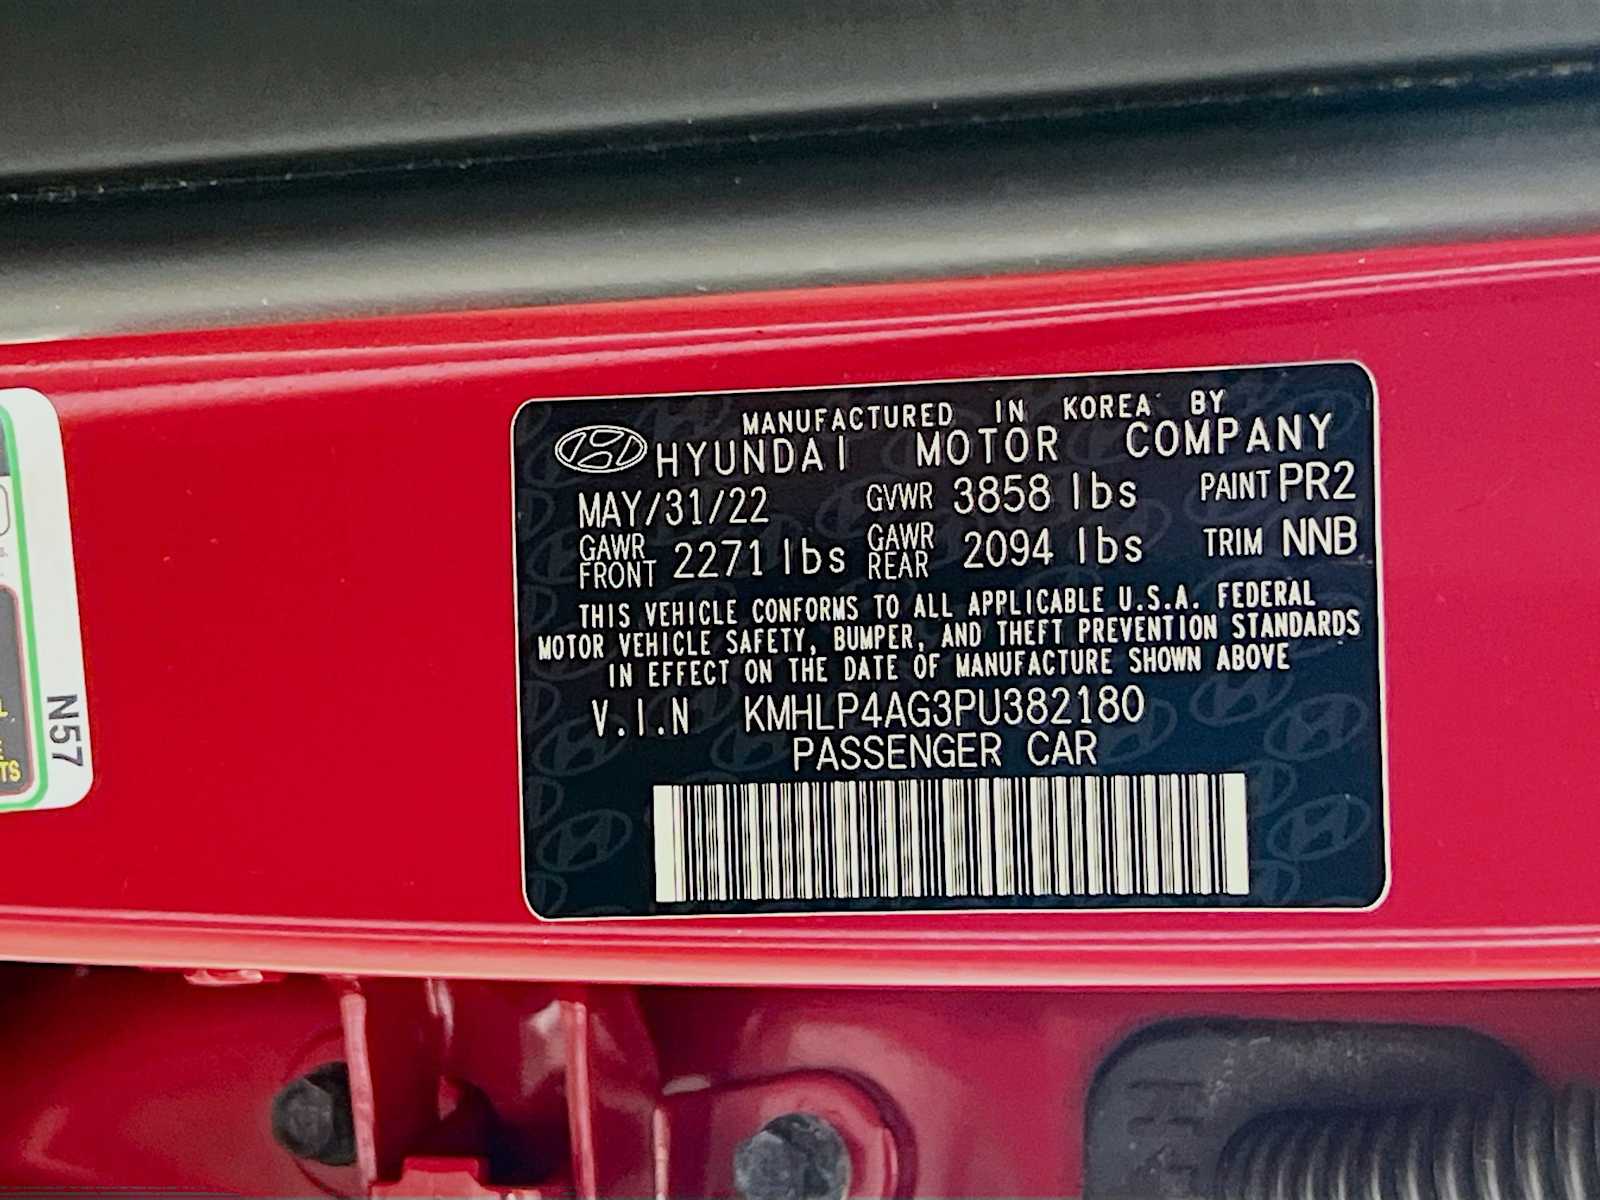 MANUFACTURED IN KOREA BY
HYUNDAI MOTOR COMPANY
MAY/31/22 GVWR 3858 lbs PAINT PR2
GAWR FRONT 2271 lbs GAWR REAR 2094 lbs TRIM NNB
THIS VEHICLE CONFORMS TO ALL APPLICABLE U.S.A. FEDERAL
MOTOR VEHICLE SAFETY, BUMPER, AND THEFT PREVENTION STANDARDS
IN EFFECT ON THE DATE OF MANUFACTURE SHOWN ABOVE
V.I.N KMHLP4AG3PU382180
PASSENGER CAR
N57